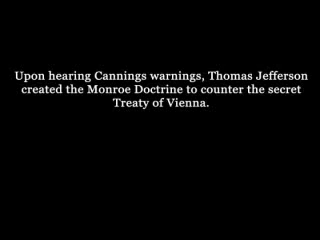 Upon hearing Cannings warnings, Thomas Jefferson
created the Monroe Doctrine to counter the secret
Treaty of Vienna.